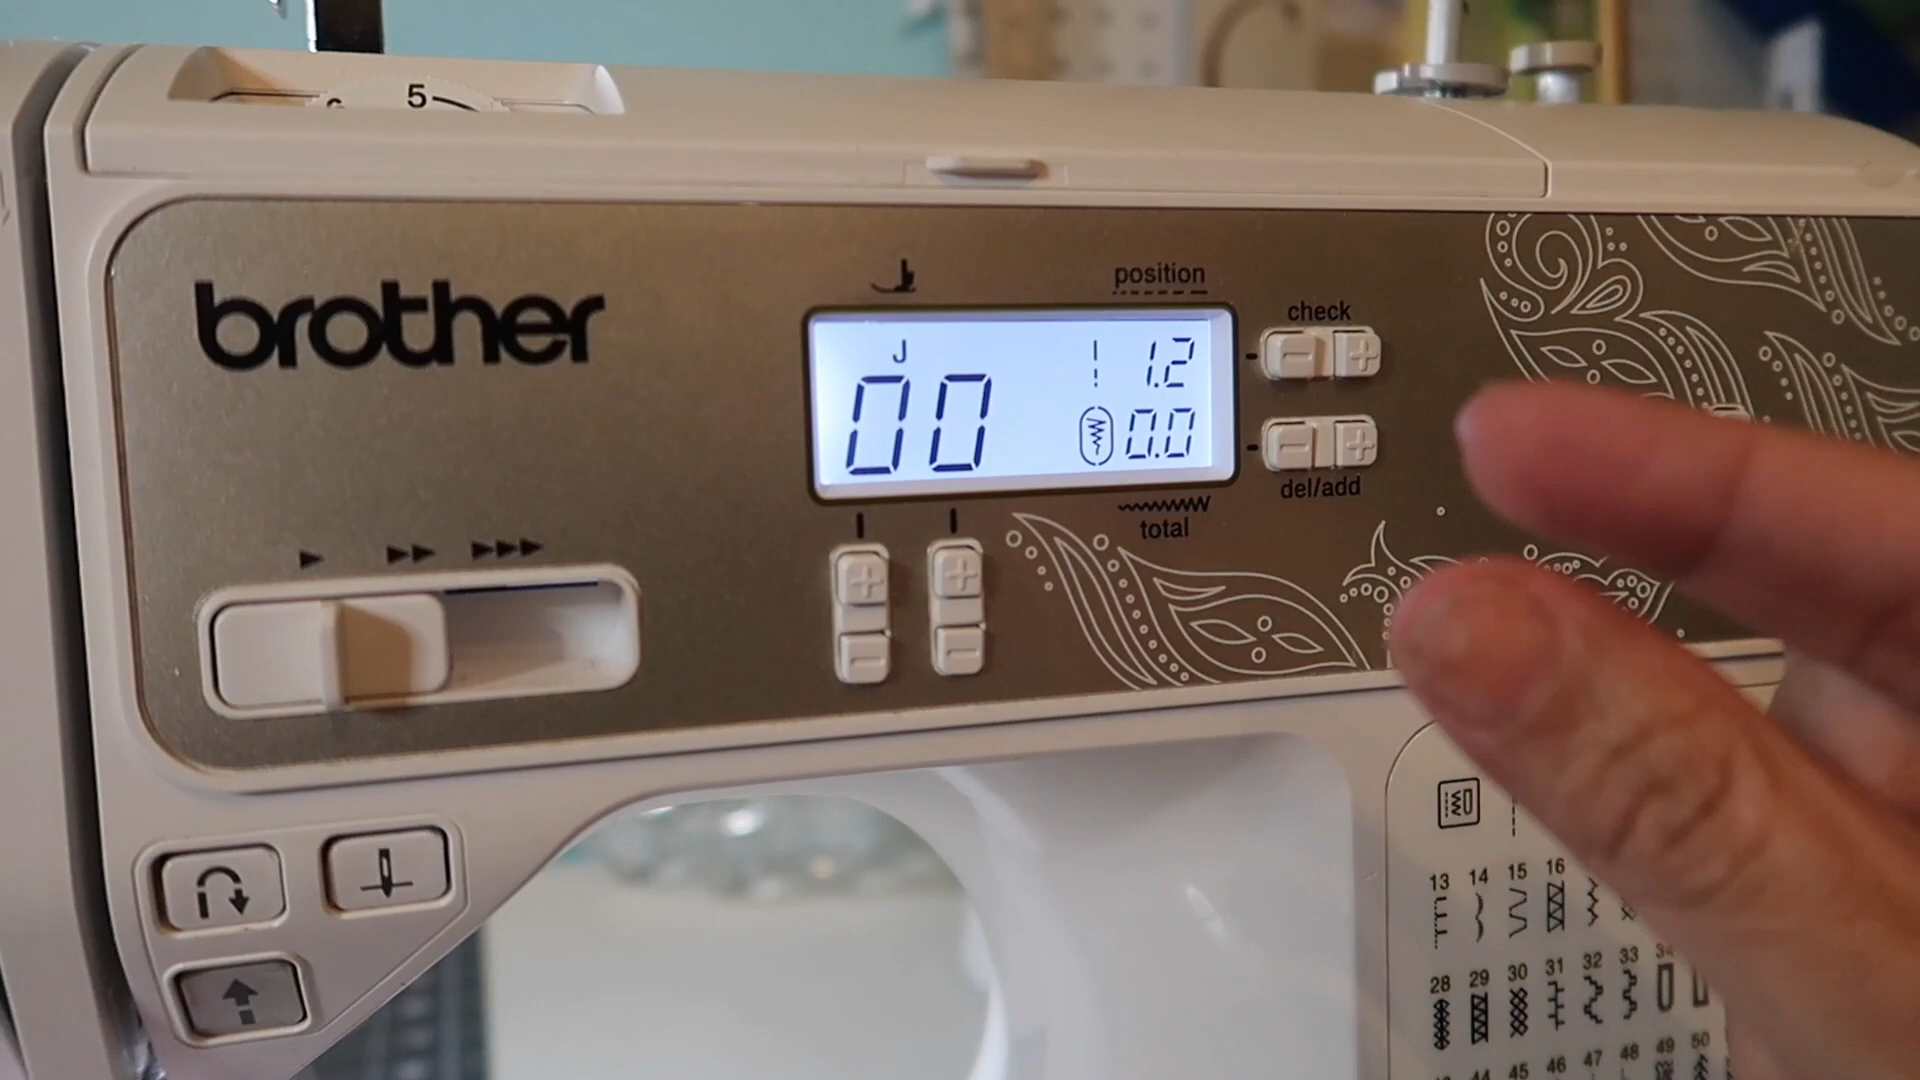 5
brother
position
check
J
00
1.2
0.0
del/add
total
13 14 15 16
28 29 30 31 32 33 34
45 46 47 48 49 50